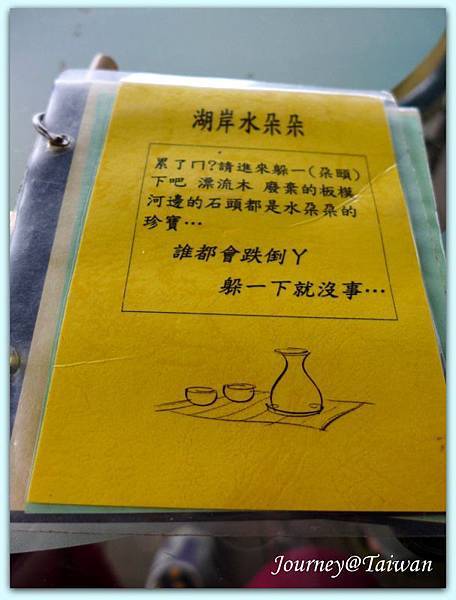 湖岸水朵朵
累了ㄇ?請進來躲一(朵頤)
下吧 漂流木 廢棄的板模
河邊的石頭都是水朵朵的
珍寶…
誰都會跌倒ㄚ
躲一下就沒事…
Journey@Taiwan